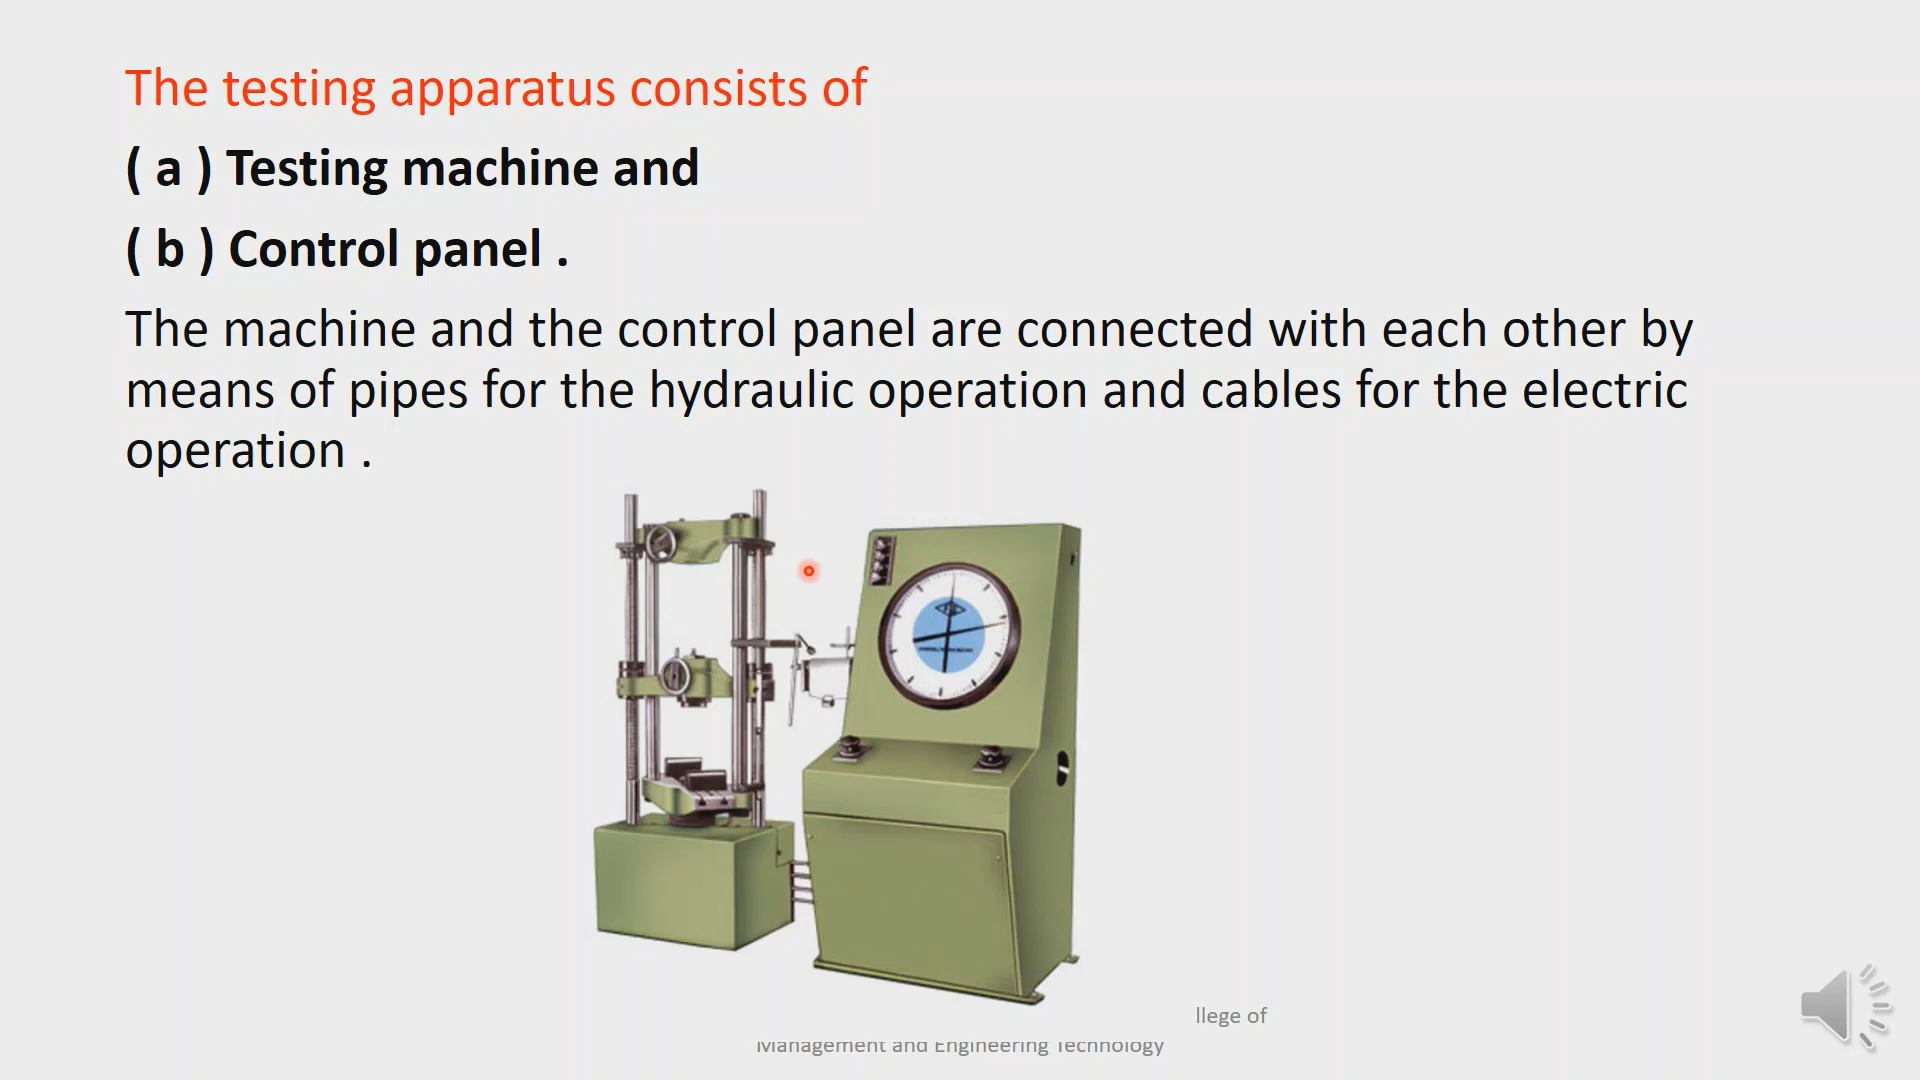 The testing apparatus consists of
( a ) Testing machine and
( b ) Control panel .
The machine and the control panel are connected with each other by
means of pipes for the hydraulic operation and cables for the electric
operation .
llege of
Management and Engineering Technology